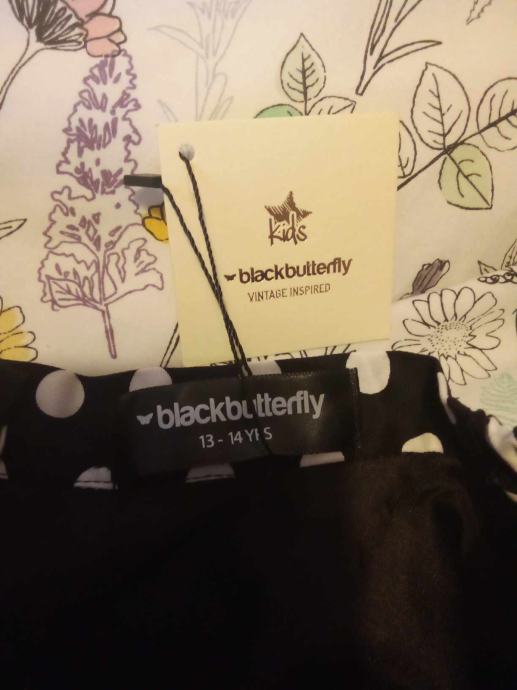 kids
blackbutterfly
VINTAGE INSPIRED
blackbutterfly
13 - 14 YRS